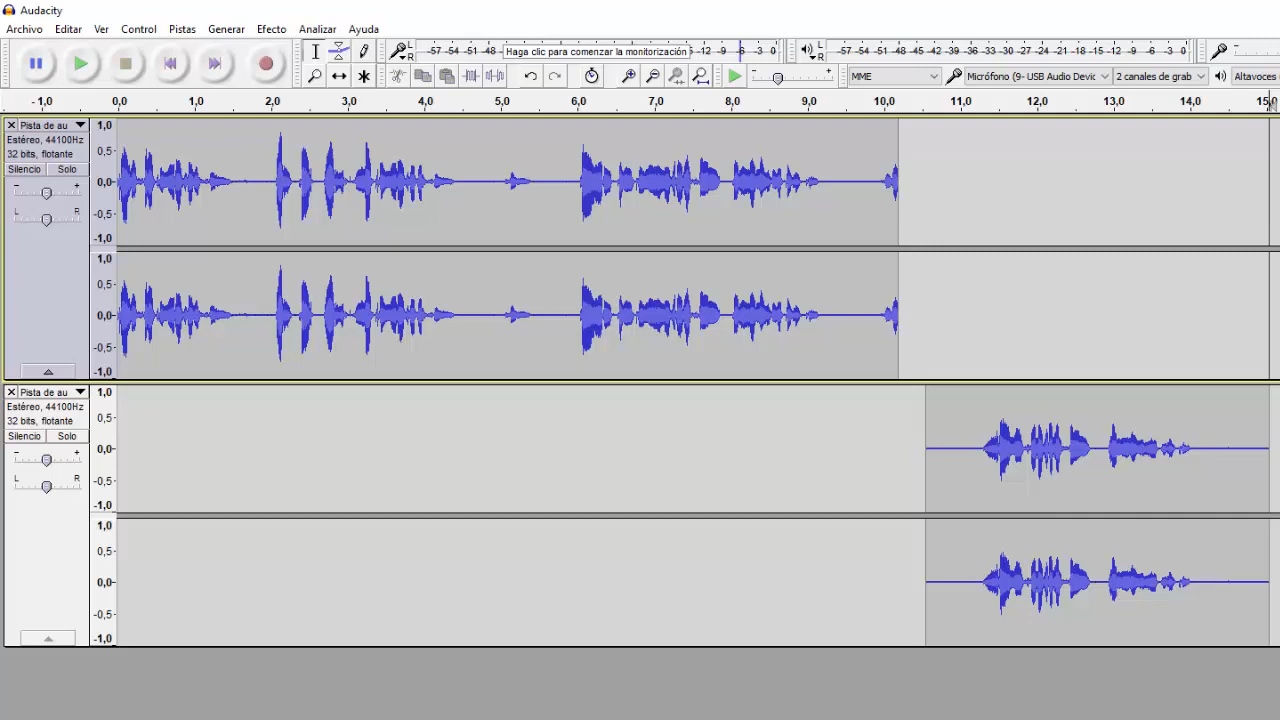 Audacity
Archivo Editar Ver Control Pistas Generar Efecto Analizar Ayuda
L R -57 -54 -51 -48 Haga clic para comenzar la monitorización -12 -9 -6 -3 0 L R -57 -54 -51 -48 -45 -42 -39 -36 -33 -30 -27 -24 -21 -18 -15 -12 -9 -6 -3 0
- + MME Micrófono (9- USB Audio Devic 2 canales de grab Altavoces
-1,0 0,0 1,0 2,0 3,0 4,0 5,0 6,0 7,0 8,0 9,0 10,0 11,0 12,0 13,0 14,0 15,0
Pista de au
Estéreo, 44100Hz
32 bits, flotante
Silencio Solo
- +
L R
1,0
0,5
0,0
-0,5
-1,0
1,0
0,5
0,0
-0,5
-1,0
Pista de au
Estéreo, 44100Hz
32 bits, flotante
Silencio Solo
- +
L R
1,0
0,5
0,0
-0,5
-1,0
1,0
0,5
0,0
-0,5
-1,0